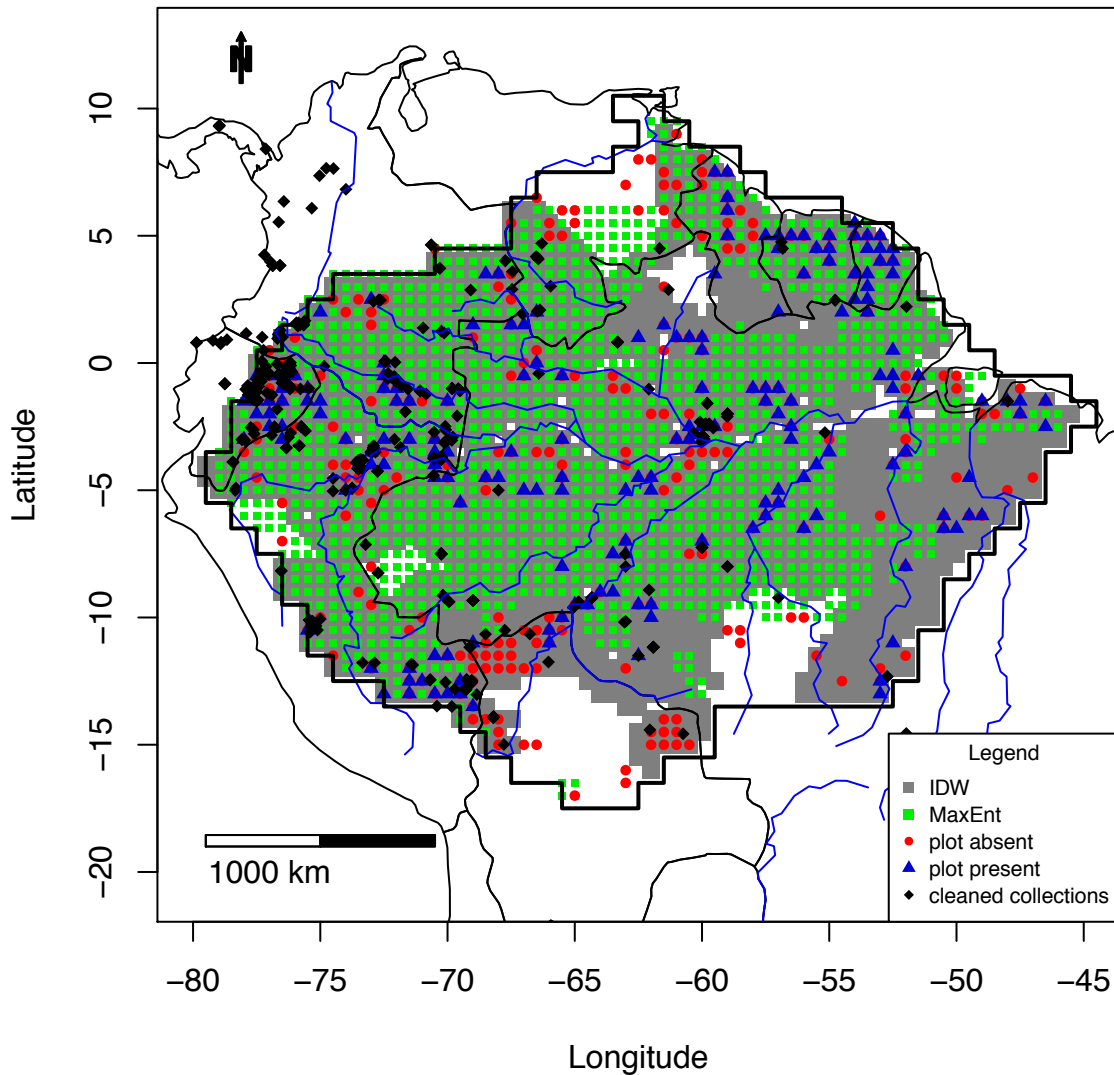 N
10
5
0
−5
−10
−15
−20
Latitude
1000 km
Legend
IDW
MaxEnt
plot absent
plot present
cleaned collections
−80 −75 −70 −65 −60 −55 −50 −45
Longitude